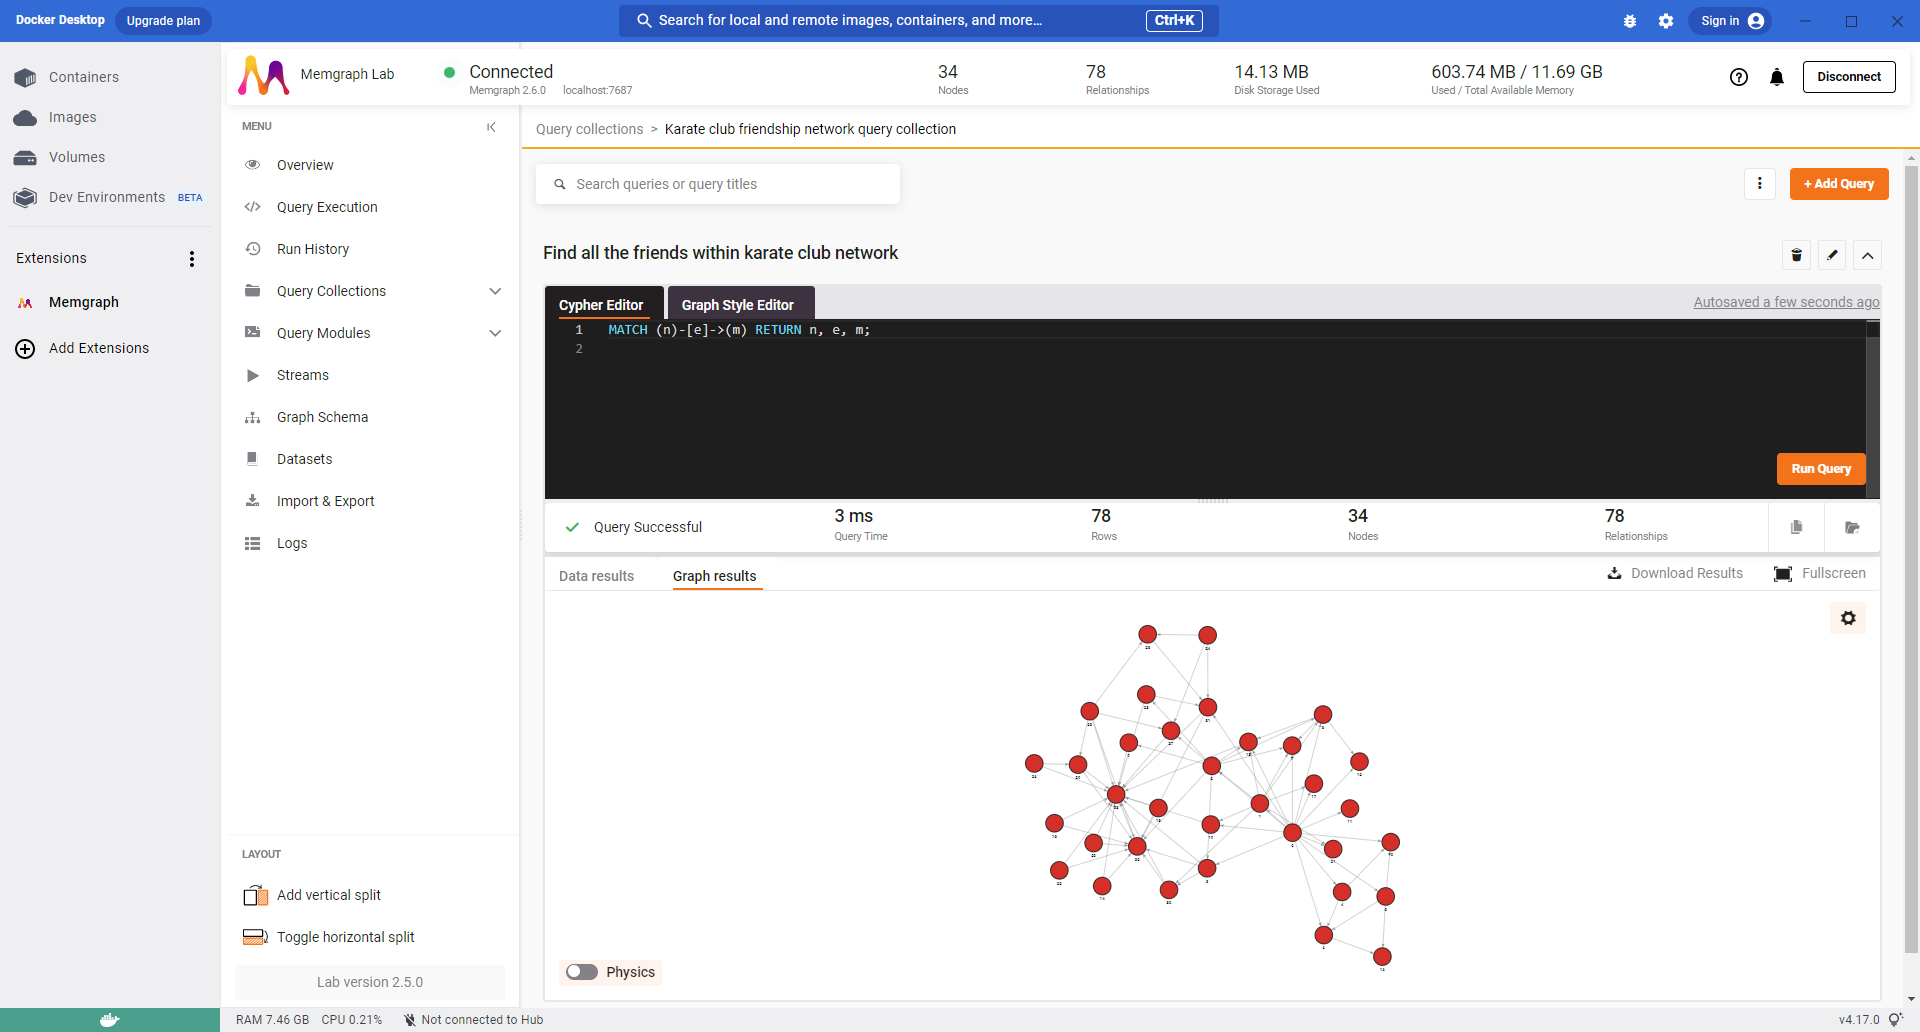 Docker Desktop
Upgrade plan
Search for local and remote images, containers, and more...
Ctrl+K
Sign in
Containers
Images
Volumes
Dev Environments BETA
Extensions
Memgraph
Add Extensions
Memgraph Lab
Connected
Memgraph 2.6.0 localhost:7687
34
Nodes
78
Relationships
14.13 MB
Disk Storage Used
603.74 MB / 11.69 GB
Used / Total Available Memory
Disconnect
MENU
Overview
Query Execution
Run History
Query Collections
Query Modules
Streams
Graph Schema
Datasets
Import & Export
Logs
LAYOUT
Add vertical split
Toggle horizontal split
Lab version 2.5.0
Query collections > Karate club friendship network query collection
Search queries or query titles
+ Add Query
Find all the friends within karate club network
Cypher Editor
Graph Style Editor
Autosaved a few seconds ago
1 MATCH (n)-[e]->(m) RETURN n, e, m;
2
Run Query
Query Successful
3 ms
Query Time
78
Rows
34
Nodes
78
Relationships
Data results
Graph results
Download Results
Fullscreen
Physics
RAM 7.46 GB CPU 0.21% Not connected to Hub
v4.17.0